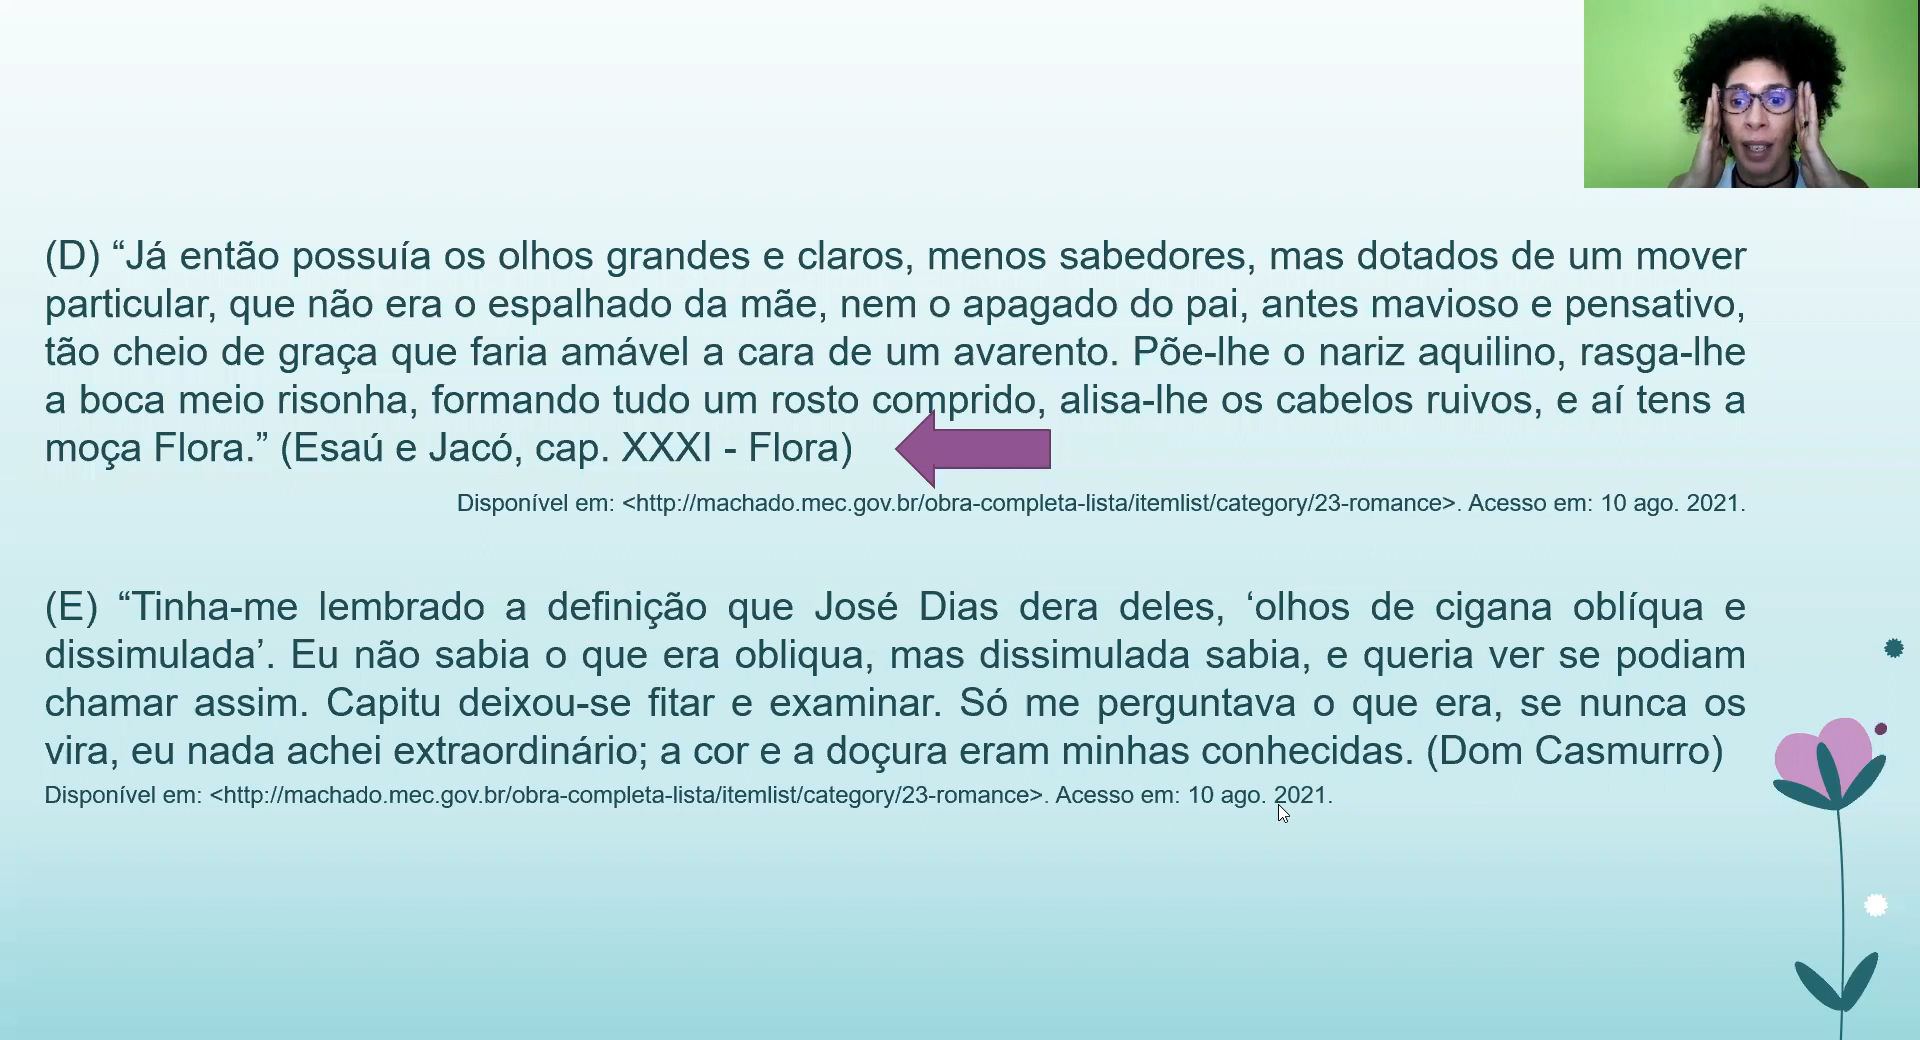 (D) “Já então possuía os olhos grandes e claros, menos sabedores, mas dotados de um mover
particular, que não era o espalhado da mãe, nem o apagado do pai, antes mavioso e pensativo,
tão cheio de graça que faria amável a cara de um avarento. Põe-lhe o nariz aquilino, rasga-lhe
a boca meio risonha, formando tudo um rosto comprido, alisa-lhe os cabelos ruivos, e aí tens a
moça Flora.” (Esaú e Jacó, cap. XXXI - Flora)
Disponível em: <http://machado.mec.gov.br/obra-completa-lista/itemlist/category/23-romance>. Acesso em: 10 ago. 2021.
(E) “Tinha-me lembrado a definição que José Dias dera deles, ‘olhos de cigana oblíqua e
dissimulada’. Eu não sabia o que era obliqua, mas dissimulada sabia, e queria ver se podiam
chamar assim. Capitu deixou-se fitar e examinar. Só me perguntava o que era, se nunca os
vira, eu nada achei extraordinário; a cor e a doçura eram minhas conhecidas. (Dom Casmurro)
Disponível em: <http://machado.mec.gov.br/obra-completa-lista/itemlist/category/23-romance>. Acesso em: 10 ago. 2021.